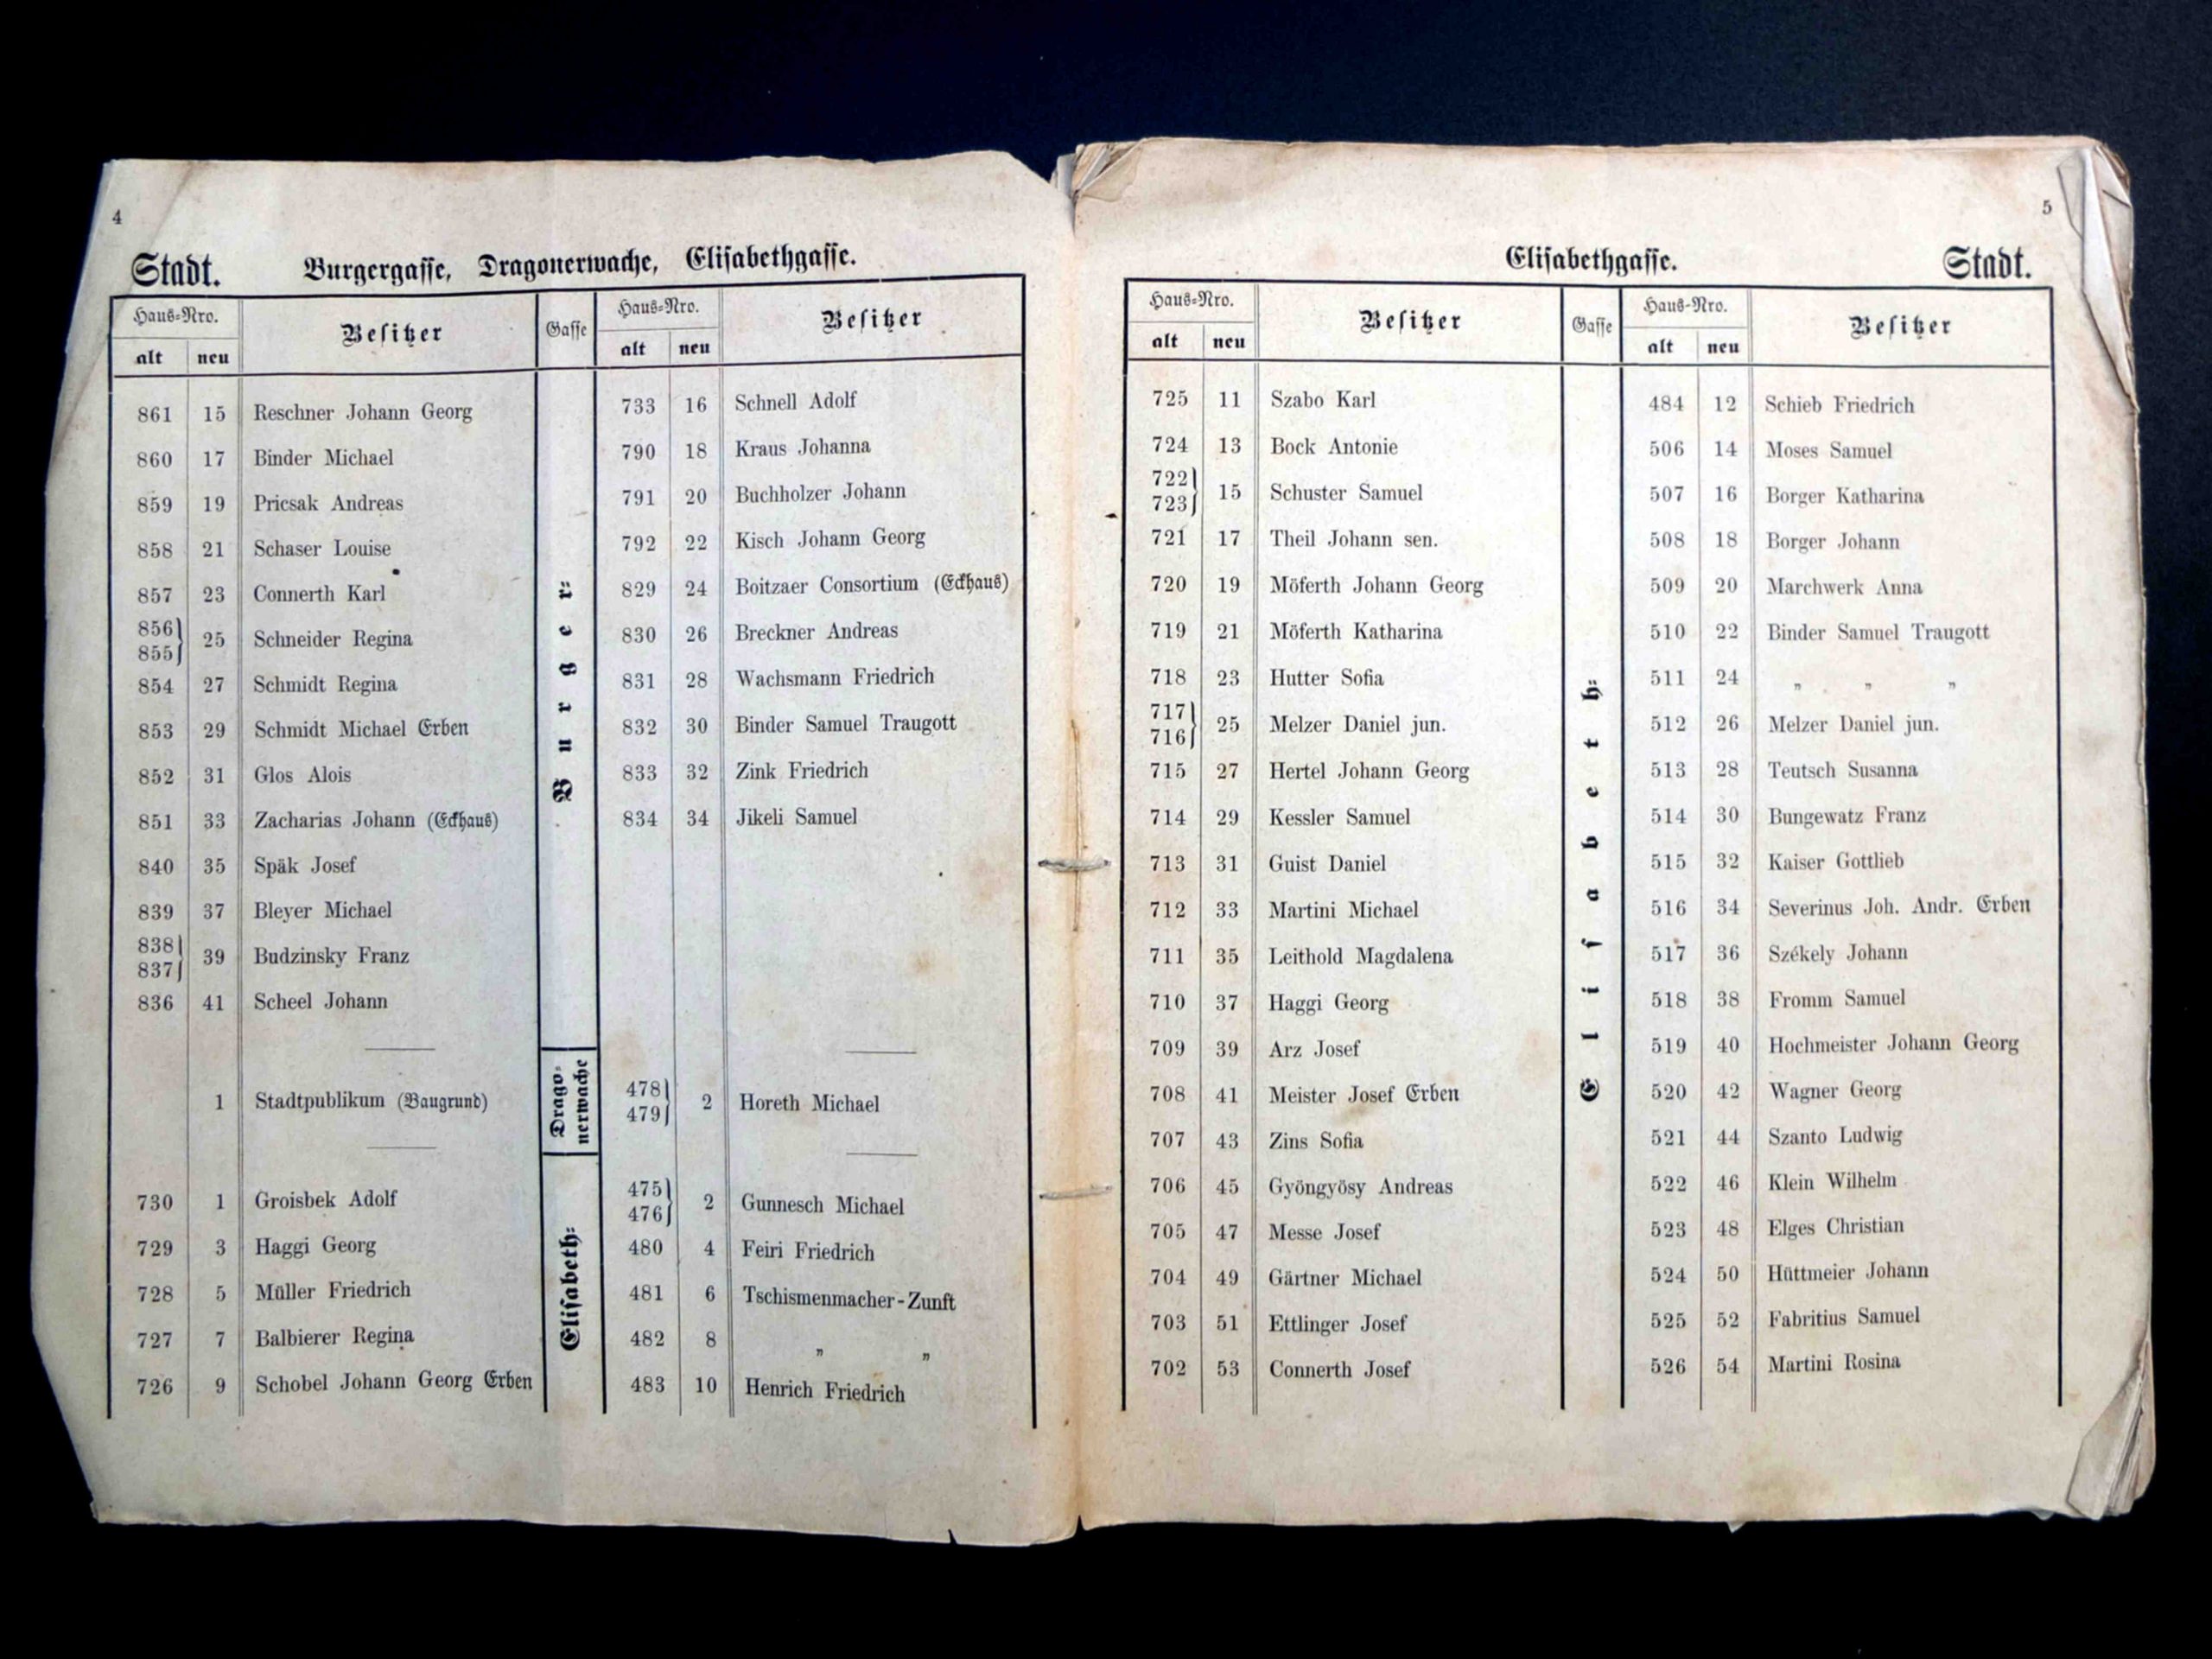 4
Stadt. Burgergasse, Dragonerwache, Elisabethgasse.
Haus-Nro. Besitzer Gasse Haus-Nro. Besitzer
alt neu alt neu
861 15 Reschner Johann Georg 733 16 Schnell Adolf
860 17 Binder Michael 790 18 Kraus Johanna
859 19 Pricsak Andreas 791 20 Buchholzer Johann
858 21 Schaser Louise 792 22 Kisch Johann Georg
857 23 Connerth Karl 829 24 Boitzaer Consortium (Eckhaus)
856 855 } 25 Schneider Regina 830 26 Breckner Andreas
854 27 Schmidt Regina 831 28 Wachsmann Friedrich
853 29 Schmidt Michael Erben 832 30 Binder Samuel Traugott
852 31 Glos Alois 833 32 Zink Friedrich
851 33 Zacharias Johann (Eckhaus) 834 34 Jikeli Samuel
840 35 Späk Josef
839 37 Bleyer Michael
838 837 } 39 Budzinsky Franz
836 41 Scheel Johann
Burger-
1 Stadtpublikum (Baugrund) Drago-nerwache 478 479 } 2 Horeth Michael
730 1 Groisbek Adolf 475 476 } 2 Gunnesch Michael
729 3 Haggi Georg 480 4 Feiri Friedrich
728 5 Müller Friedrich 481 6 Tschismenmacher-Zunft
727 7 Balbierer Regina 482 8 „ „
726 9 Schobel Johann Georg Erben 483 10 Henrich Friedrich
Elisabeth-
5
Elisabethgasse. Stadt.
Haus-Nro. Besitzer Gasse Haus-Nro. Besitzer
alt neu alt neu
725 11 Szabo Karl 484 12 Schieb Friedrich
724 13 Bock Antonie 506 14 Moses Samuel
722 723 } 15 Schuster Samuel 507 16 Borger Katharina
721 17 Theil Johann sen. 508 18 Borger Johann
720 19 Möferth Johann Georg 509 20 Marchwerk Anna
719 21 Möferth Katharina 510 22 Binder Samuel Traugott
718 23 Hutter Sofia 511 24 „ „ „
717 716 } 25 Melzer Daniel jun. 512 26 Melzer Daniel jun.
715 27 Hertel Johann Georg 513 28 Teutsch Susanna
714 29 Kessler Samuel 514 30 Bungewatz Franz
713 31 Guist Daniel 515 32 Kaiser Gottlieb
712 33 Martini Michael 516 34 Severinus Joh. Andr. Erben
711 35 Leithold Magdalena 517 36 Székely Johann
710 37 Haggi Georg 518 38 Fromm Samuel
709 39 Arz Josef 519 40 Hochmeister Johann Georg
708 41 Meister Josef Erben 520 42 Wagner Georg
707 43 Zins Sofia 521 44 Szanto Ludwig
706 45 Gyöngyösy Andreas 522 46 Klein Wilhelm
705 47 Messe Josef 523 48 Elges Christian
704 49 Gärtner Michael 524 50 Hüttmeier Johann
703 51 Ettlinger Josef 525 52 Fabritius Samuel
702 53 Connerth Josef 526 54 Martini Rosina
Elisabeth-